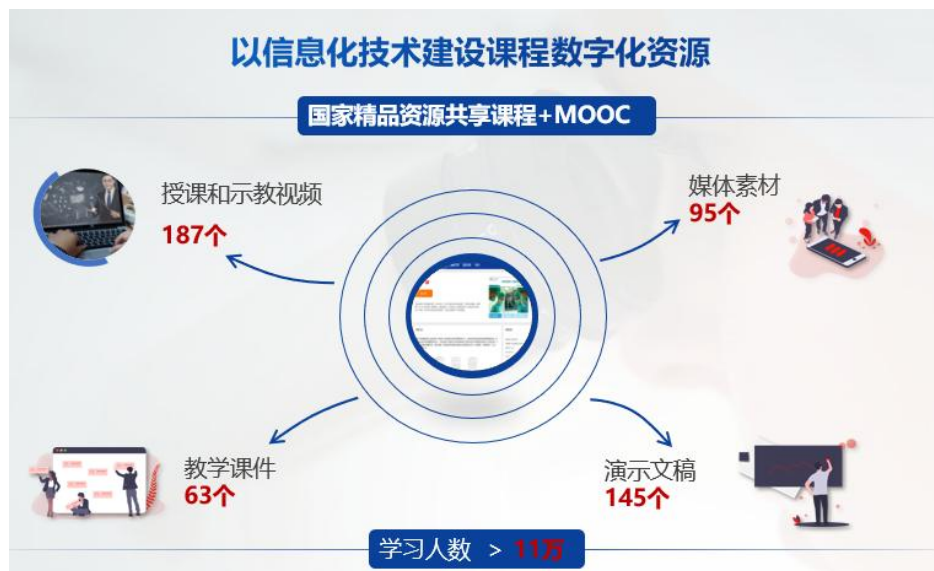 以信息化技术建设课程数字化资源
国家精品资源共享课程+MOOC
授课和示教视频
187个
媒体素材
95个
教学课件
63个
演示文稿
145个
学习人数 > 11万